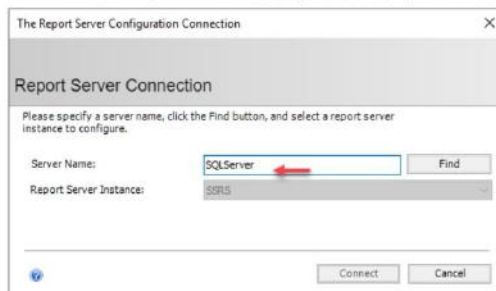 The Report Server Configuration Connection
Report Server Connection
Please specify a server name, click the Find button, and select a report server
instance to configure.
Server Name: SQLServer Find
Report Server Instance: SSRS
Connect Cancel